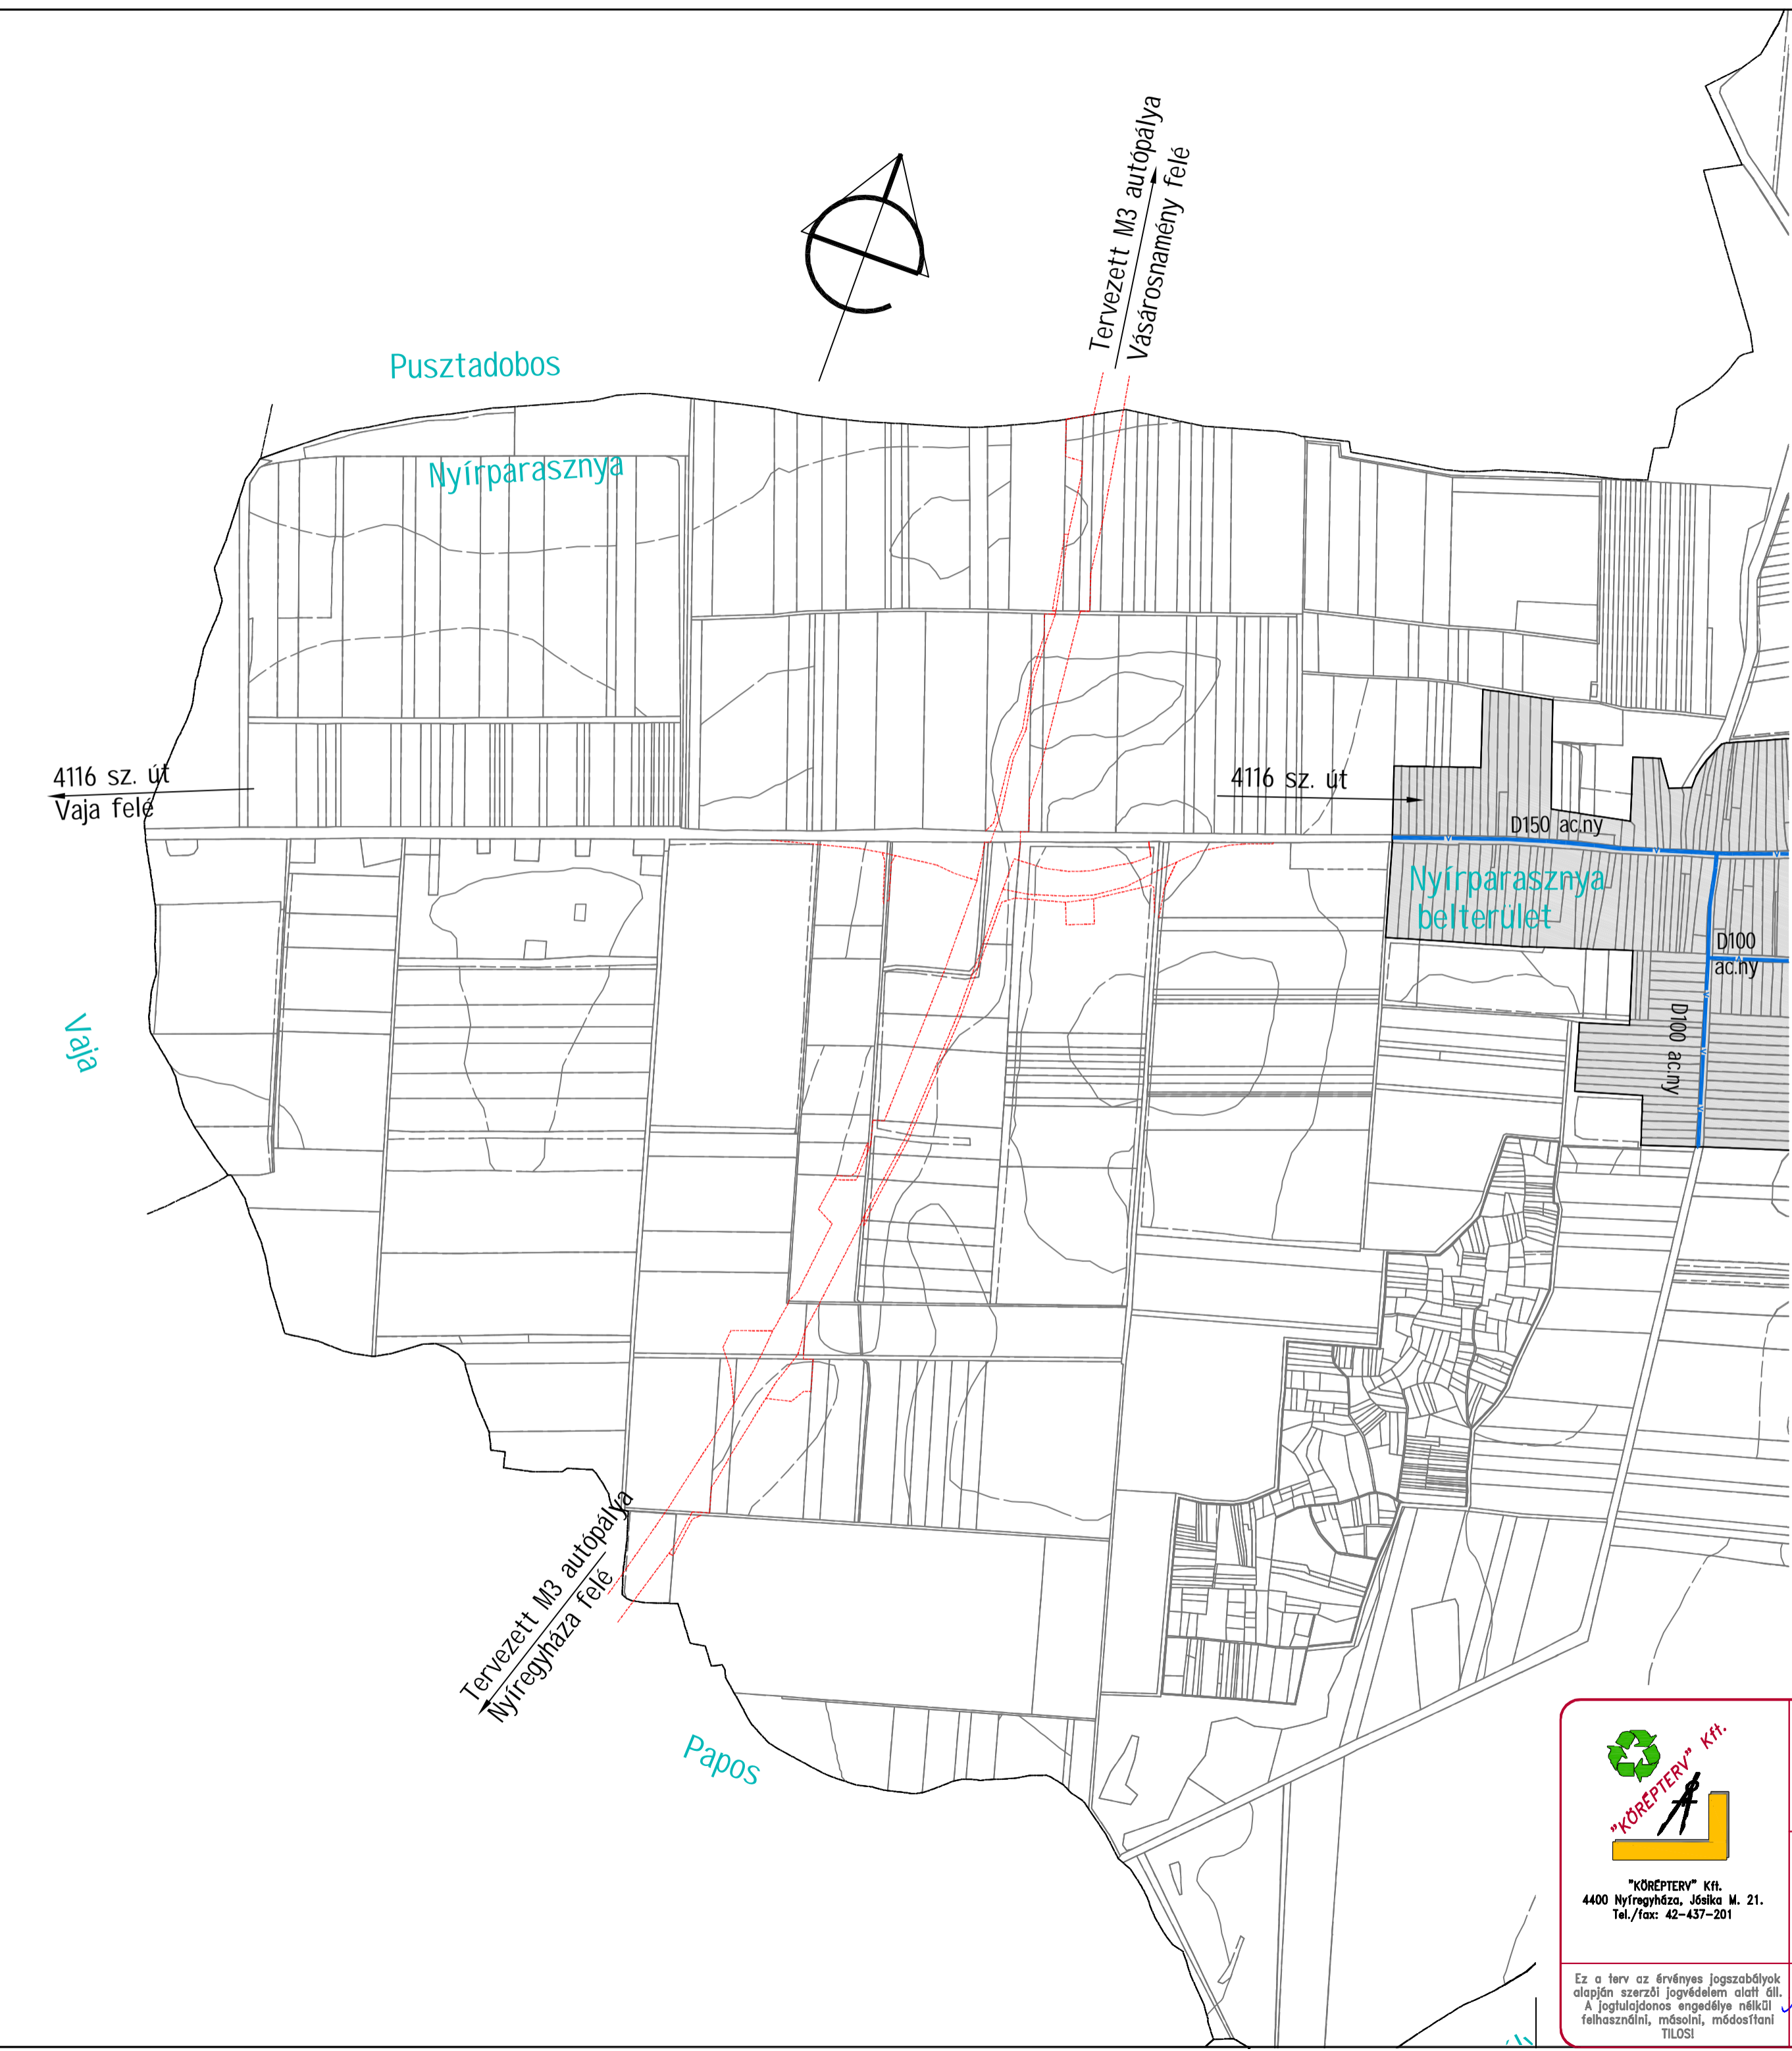 Tervezett M3 autópálya
Vásárosnamény felé
Pusztadobos
Nyírparasznya
4116 sz. út
Vaja felé
4116 sz. út
D150 ac.ny
Nyírparasznya
belterület
D100
ac.ny
D100 ac.ny
Vaja
Tervezett M3 autópálya
Nyíregyháza felé
Papos
"KÖRÉPTERV" Kft.
"KÖRÉPTERV" Kft.
4400 Nyíregyháza, Jósika M. 21.
Tel./fax: 42-437-201
Ez a terv az érvényes jogszabályok
alapján szerzői jogvédelem alatt áll.
A jogtulajdonos engedélye nélkül
felhasználni, másolni, módosítani
TILOS!